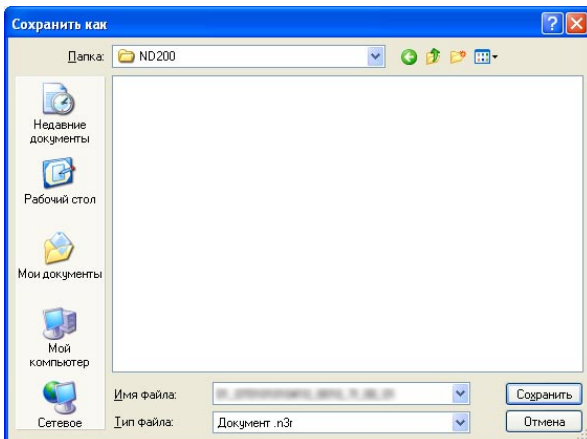 Сохранить как
Папка:
ND200
Недавние
документы
Рабочий стол
Мои документы
Мой
компьютер
Сетевое
Имя файла:
Сохранить
Тип файла:
Документ .n3r
Отмена